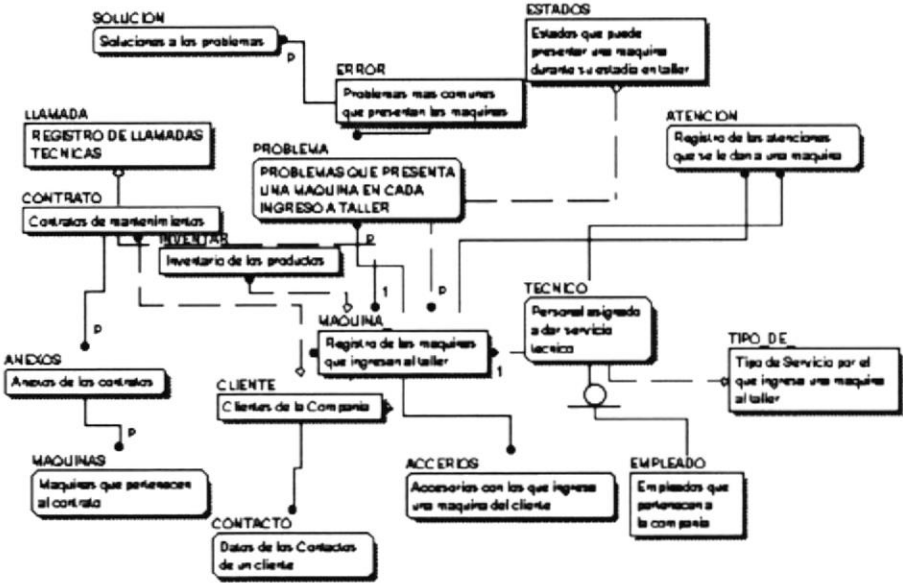 SOLUCION
Soluciones a los problemas
P
ESTADOS
Estados que puede
presentar una maquina
durante su estadia en taller
ERROR
Problemas mas comunes
que presentan las maquinas
LLAMADA
REGISTRO DE LLAMADAS
TECNICAS
ATENCION
Registro de las atenciones
que se le dan a una maquina
PROBLEMA
PROBLEMAS QUE PRESENTA
UNA MAQUINA EN CADA
INGRESO A TALLER
CONTRATO
Contratos de mantenimientos
INVENTAR
Inventario de los productos
P
1
P
P
MAQUINA_
Registro de las maquinas
que ingresan al taller
1
TECNICO
Personal asignado
a dar servicio
tecnico
TIPO_DE_
Tipo de Servicio por el
que ingresa una maquina
al taller
ANEXOS
Anexos de los contratos
P
CLIENTE
Clientes de la Compania
MAQUINAS
Maquinas que pertenecen
al contrato
ACCERIOS
Accesorios con los que ingresa
una maquina del cliente
EMPLEADO
Empleados que
pertenecen a
la compania
CONTACTO
Datos de los Contactos
de un cliente